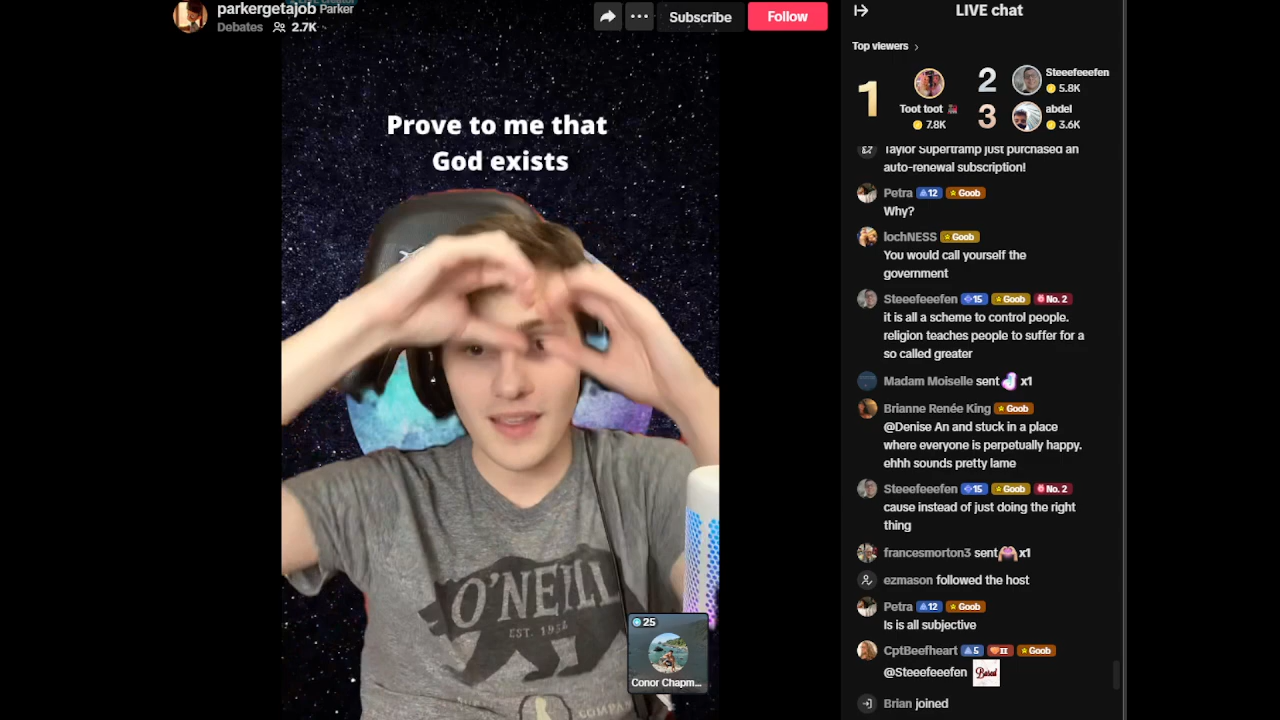 parkergetajob Parker
Debates 2.7K
Subscribe
Follow
Prove to me that
God exists
O'NEILL
25
Conor Chapm...
LIVE chat
Top viewers
1
Toot toot
7.8K
2
Steeefeeefen
5.8K
3
abdel
3.6K
Taylor Supertramp just purchased an
auto-renewal subscription!
Petra 12 Goob
Why?
lochNESS Goob
You would call yourself the
government
Steeefeeefen 15 Goob No. 2
it is all a scheme to control people.
religion teaches people to suffer for a
so called greater
Madam Moiselle sent x1
Brianne Renée King Goob
@Denise An and stuck in a place
where everyone is perpetually happy.
ehhh sounds pretty lame
Steeefeeefen 15 Goob No. 2
cause instead of just doing the right
thing
francesmorton3 sent x1
ezmason followed the host
Petra 12 Goob
Is is all subjective
CptBeefheart 5 II Goob
@Steeefeeefen Based
Brian joined